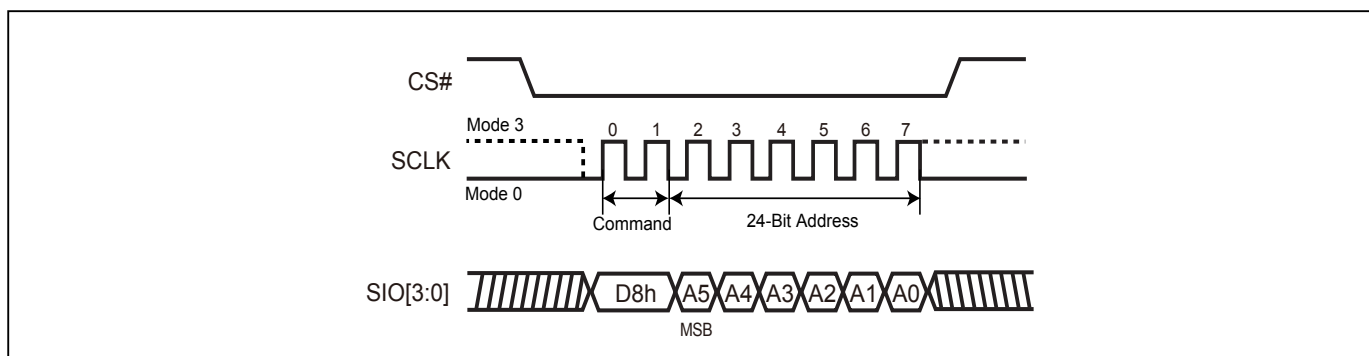 CS#
Mode 3
0 1 2 3 4 5 6 7
SCLK
Mode 0
Command
24-Bit Address
SIO[3:0]
D8h A5 A4 A3 A2 A1 A0
MSB